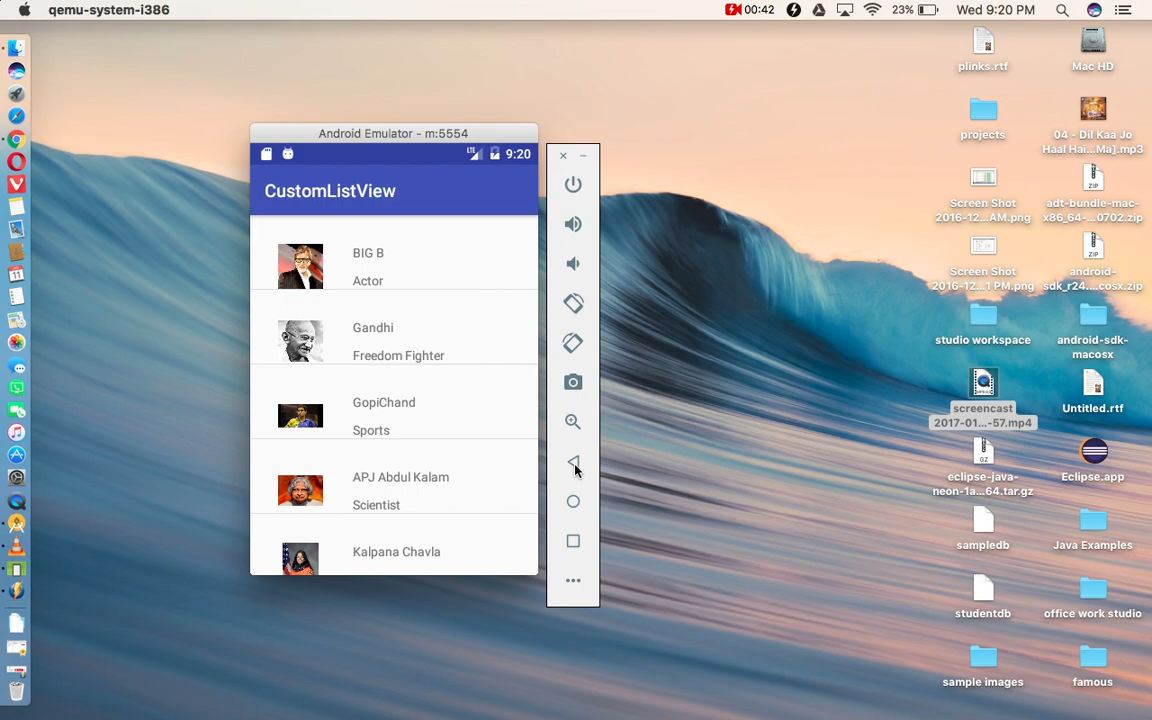 qemu-system-i386
00:42
23%
Wed 9:20 PM
Android Emulator - m:5554
LTE
9:20
CustomListView
BIG B
Actor
Gandhi
Freedom Fighter
GopiChand
Sports
APJ Abdul Kalam
Scientist
Kalpana Chavla
plinks.rtf
Mac HD
projects
04 - Dil Kaa Jo
Haal Hai...Ma].mp3
Screen Shot
2016-12...AM.png
ZIP
adt-bundle-mac-
x86_64-...0702.zip
Screen Shot
2016-12...1 PM.png
ZIP
android-
sdk_r24....cosx.zip
studio workspace
android-sdk-
macosx
screencast
2017-01...-57.mp4
Untitled.rtf
GZ
eclipse-java-
neon-1a...64.tar.gz
Eclipse.app
sampledb
Java Examples
studentdb
office work studio
sample images
famous
11